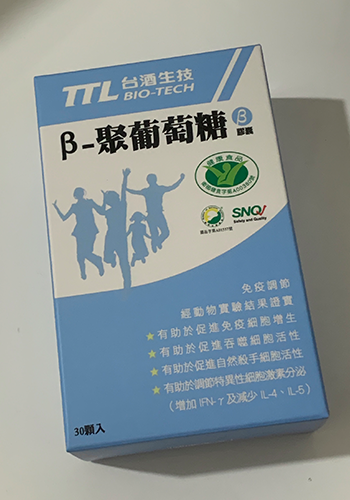 TTL 台酒生技
BIO-TECH
β-聚葡萄糖 β
膠囊
健康食品
SNQ
Safety and Quality
免疫調節
經動物實驗結果證實
★有助於促進免疫細胞增生
★有助於促進吞噬細胞活性
★有助於促進自然殺手細胞活性
★有助於調節特異性細胞激素分泌
(增加 IFN-γ及減少 IL-4、IL-5)
30顆入